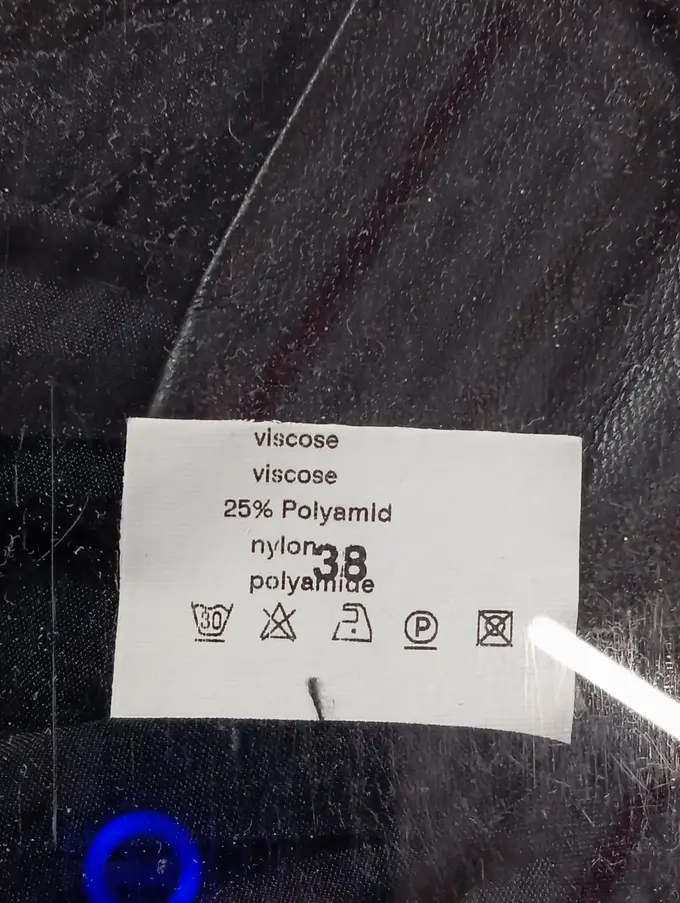 viscose
viscose
25% Polyamid
nylon
38
polyamide
30
P